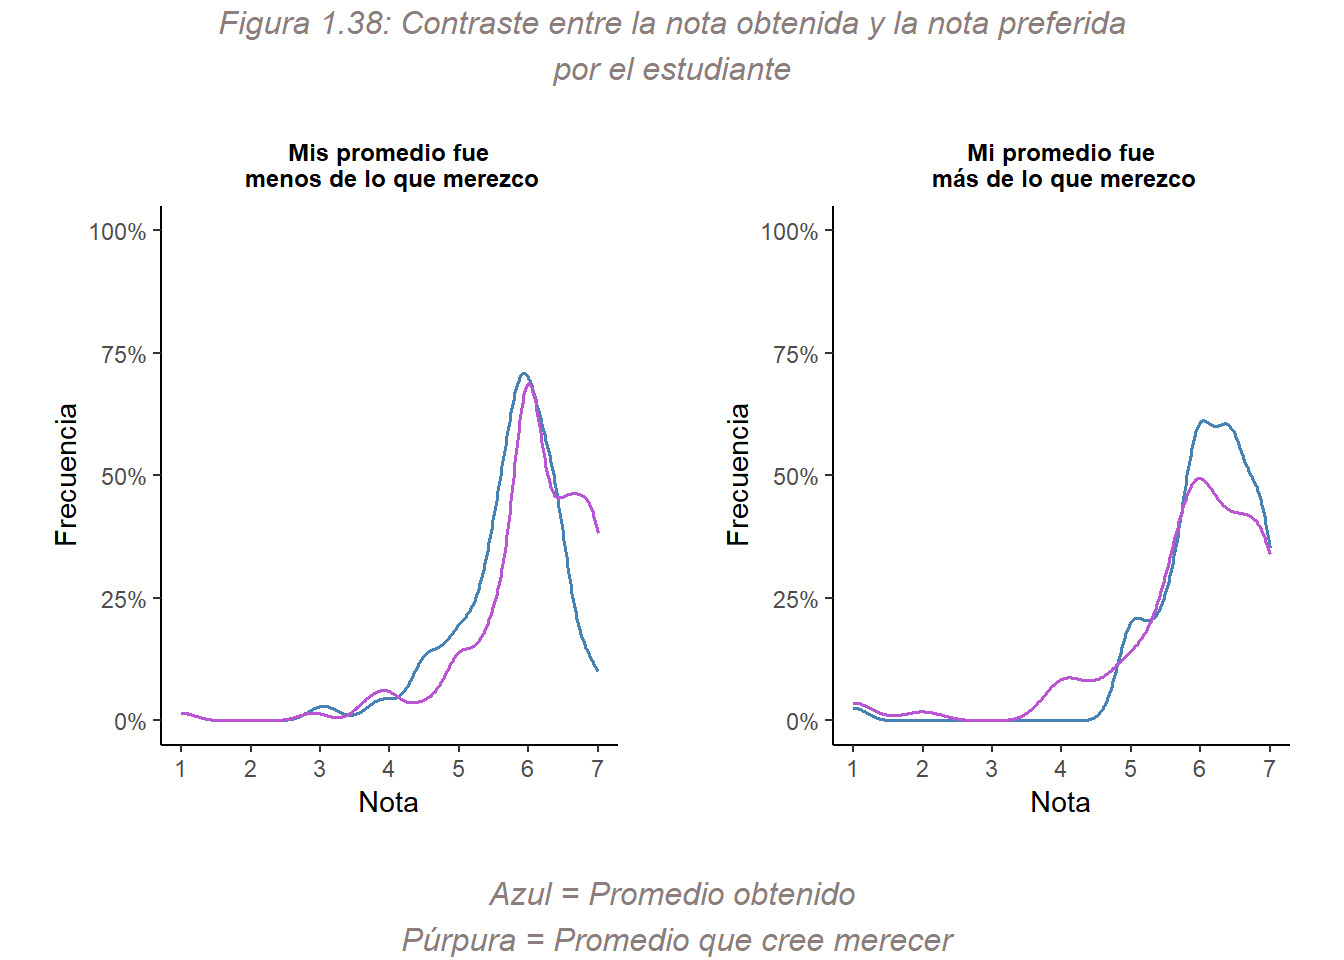 Figura 1.38: Contraste entre la nota obtenida y la nota preferida
por el estudiante
Mis promedio fue
menos de lo que merezco
100%
75%
50%
25%
0%
Frecuencia
1 2 3 4 5 6 7
Nota
Mi promedio fue
más de lo que merezco
100%
75%
50%
25%
0%
Frecuencia
1 2 3 4 5 6 7
Nota
Azul = Promedio obtenido
Púrpura = Promedio que cree merecer